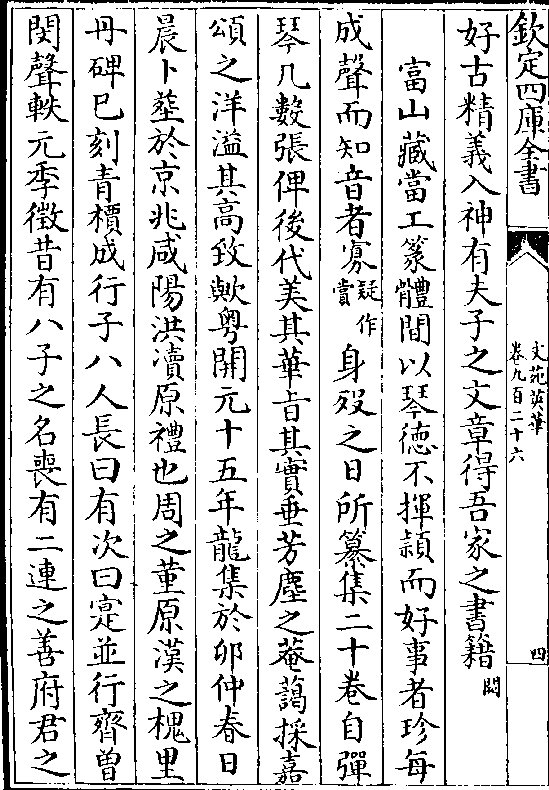 欽定四庫全書
文苑英華
卷九百二十六
四
好古精義入神有夫子之文章得吾家之書籍闕
富山藏當工篆體間以琴德不揮頴而好事者珍每
成聲而知音者寡疑作賞身殁之日所纂集二十卷自彈
琴几數張俾後代美其華旨其實垂芳塵之菴藹採嘉
頌之洋溢其高致歟粤開元十五年龍集於卯仲春日
晨卜塟於京兆咸陽洪瀆原禮也周之董原漢之槐里
丹碑已刻青檟成行子八人長曰有次曰寔並行齊曽
閔聲軼元季徵昔有八子之名喪有二連之善府君之